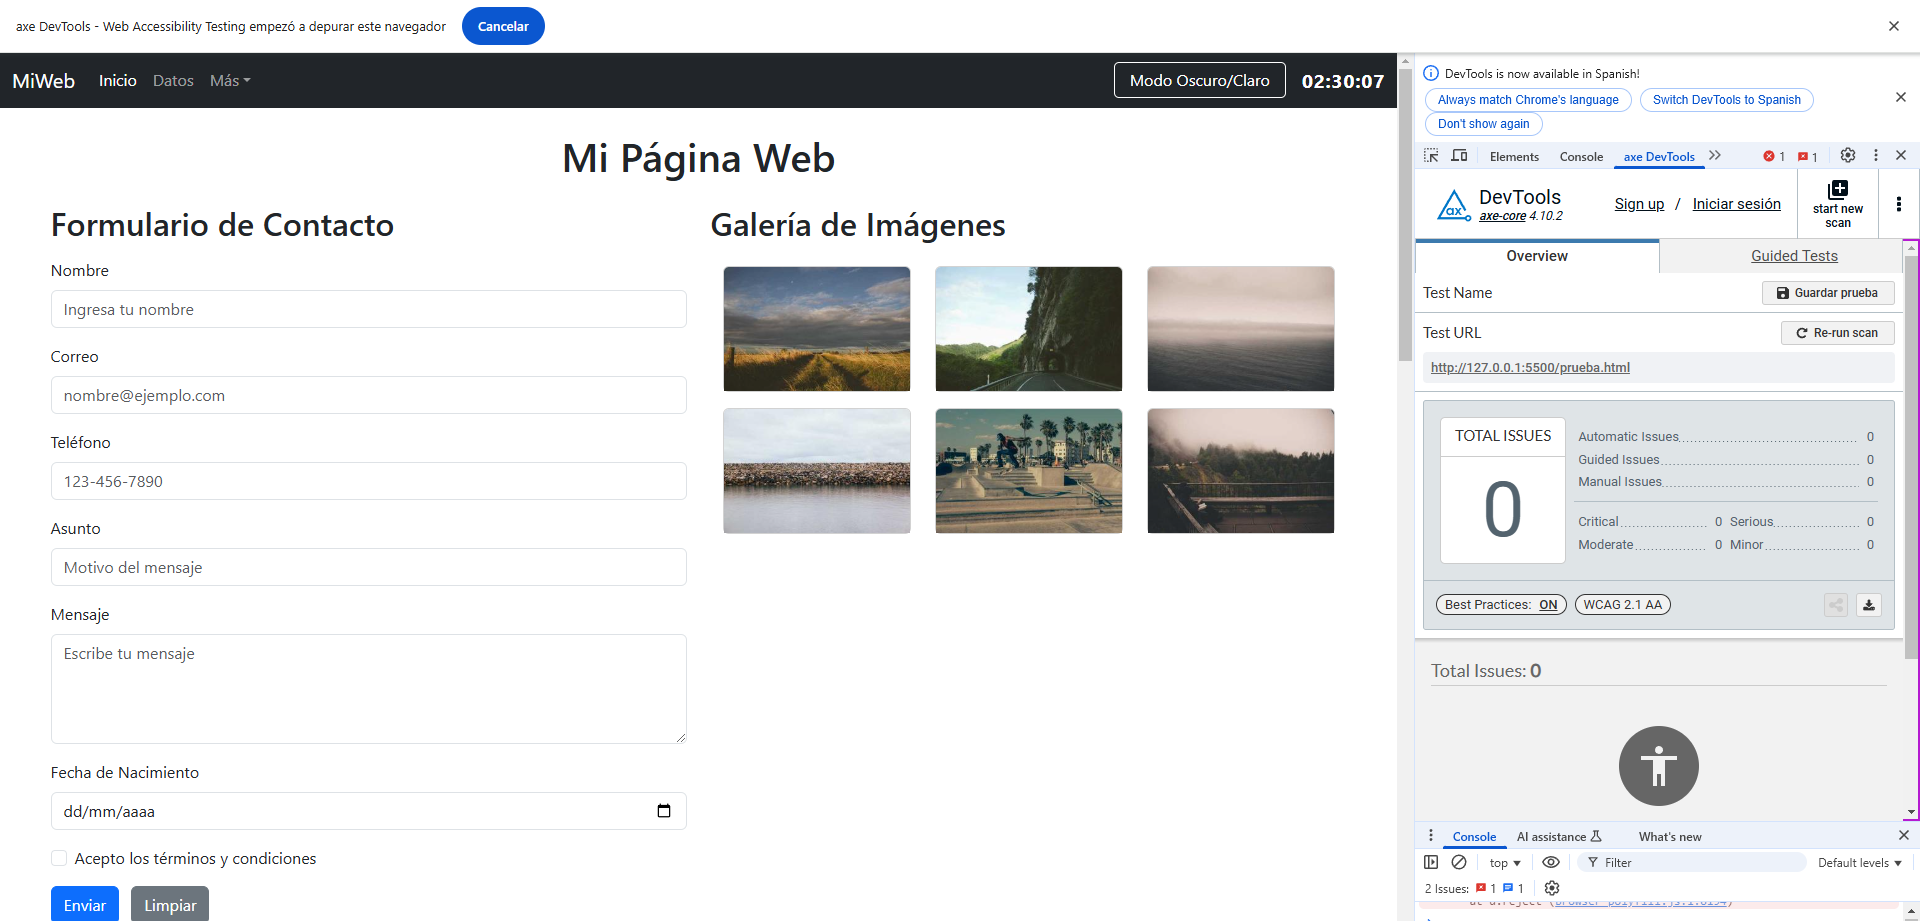 axe DevTools - Web Accessibility Testing empezó a depurar este navegador
Cancelar
MiWeb
Inicio
Datos
Más
Modo Oscuro/Claro
02:30:07
Mi Página Web
Formulario de Contacto
Nombre
Ingresa tu nombre
Correo
nombre@ejemplo.com
Teléfono
123-456-7890
Asunto
Motivo del mensaje
Mensaje
Escribe tu mensaje
Fecha de Nacimiento
dd/mm/aaaa
Acepto los términos y condiciones
Enviar
Limpiar
Galería de Imágenes
DevTools is now available in Spanish!
Always match Chrome's language
Switch DevTools to Spanish
Don't show again
Elements
Console
axe DevTools
1
1
DevTools
axe-core 4.10.2
Sign up / Iniciar sesión
start new
scan
Overview
Guided Tests
Test Name
Guardar prueba
Test URL
Re-run scan
http://127.0.0.1:5500/prueba.html
TOTAL ISSUES
0
Automatic Issues 0
Guided Issues 0
Manual Issues 0
Critical 0 Serious 0
Moderate 0 Minor 0
Best Practices: ON
WCAG 2.1 AA
Total Issues: 0
Console
AI assistance
What's new
top
Filter
Default levels
2 Issues: 1 1